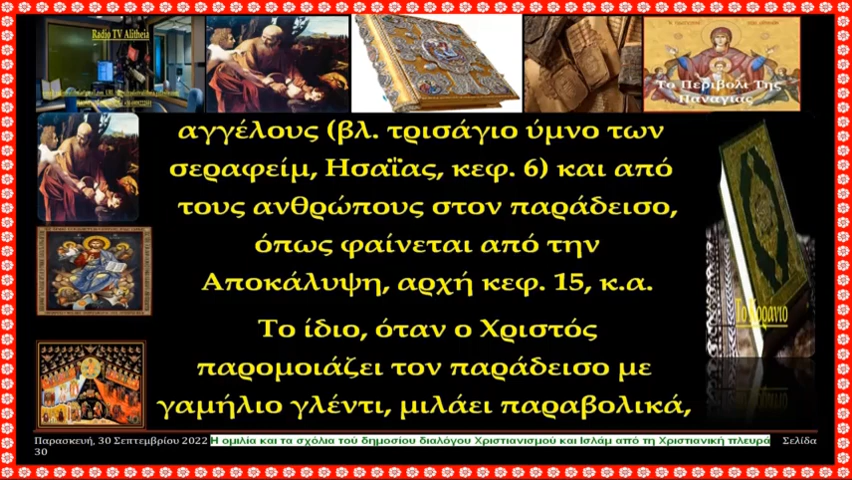 Radio TV Alitheia
Το Περιβολι Της
Παναγιας
αγγέλους (βλ. τρισάγιο ύμνο των
σεραφείμ, Ησαΐας, κεφ. 6) και από
τους ανθρώπους στον παράδεισο,
όπως φαίνεται από την
Αποκάλυψη, αρχή κεφ. 15, κ.α.
Το ίδιο, όταν ο Χριστός
παρομοιάζει τον παράδεισο με
γαμήλιο γλέντι, μιλάει παραβολικά,
Το Κοράνιο
Παρασκευή, 30 Σεπτεμβρίου 2022 Η ομιλία και τα σχόλια τού δημοσίου διαλόγου Χριστιανισμού και Ισλάμ από τη Χριστιανική πλευρά Σελίδα
30